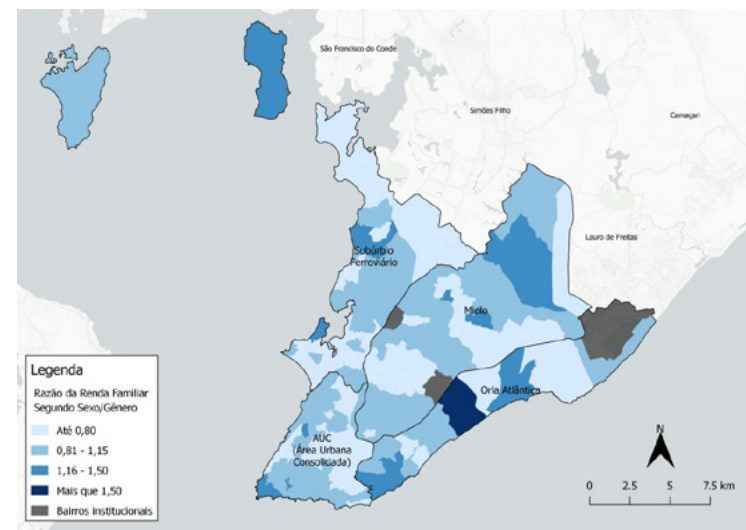 São Francisco do Conde
Simões Filho
Camaçari
Lauro de Freitas
Subúrbio
Ferroviário
Miolo
Orla Atlântica
AUC
(Área Urbana
Consolidada)
Legenda
Razão da Renda Familiar
Segundo Sexo/Gênero
Até 0,80
0,81 - 1,15
1,16 - 1,50
Mais que 1,50
Bairros institucionais
N
0 2.5 5 7.5 km